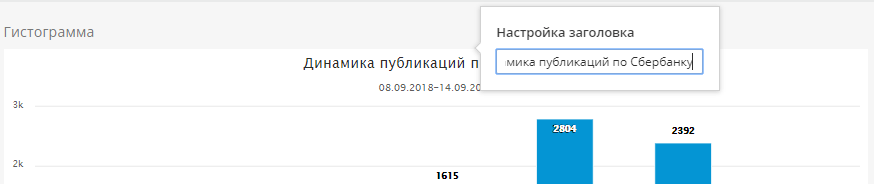 Гистограмма
Настройка заголовка
мика публикаций по Сбербанку
Динамика публикаций п
08.09.2018-14.09.20
3k
2804
2392
2k
1615